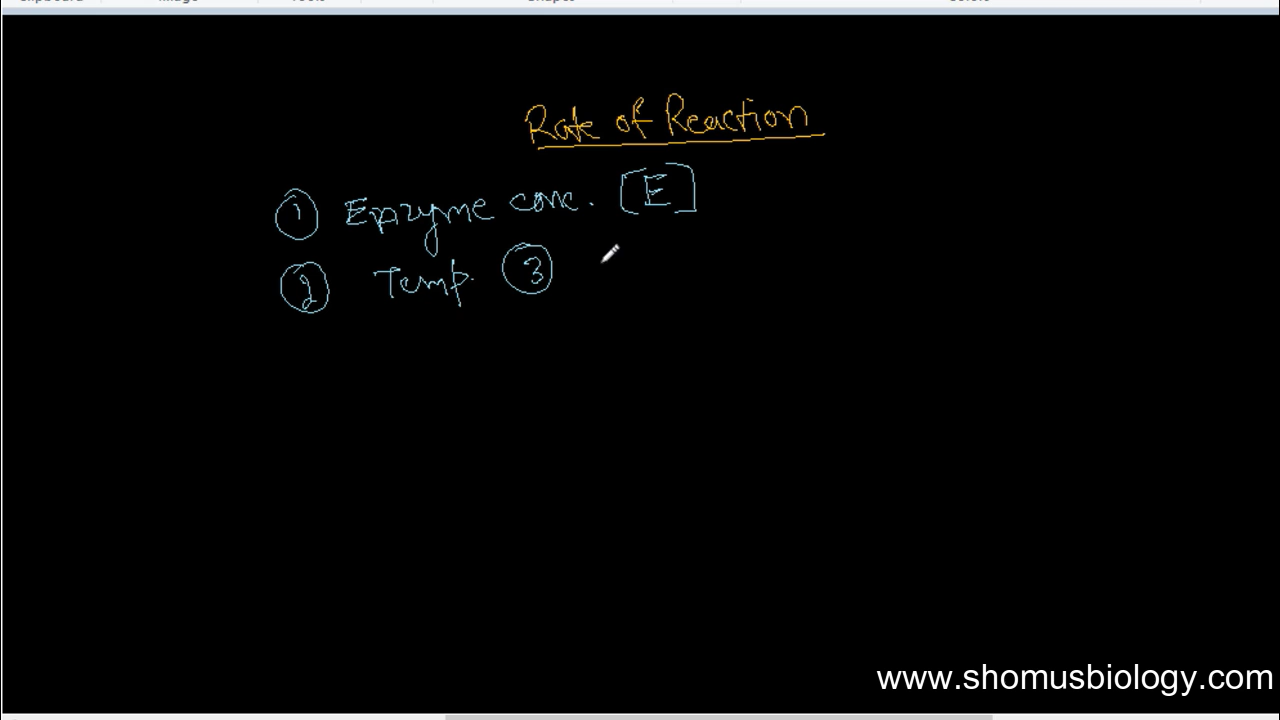 Rate of Reaction
① Enzyme conc. [E]
② Temp. ③
www.shomusbiology.com